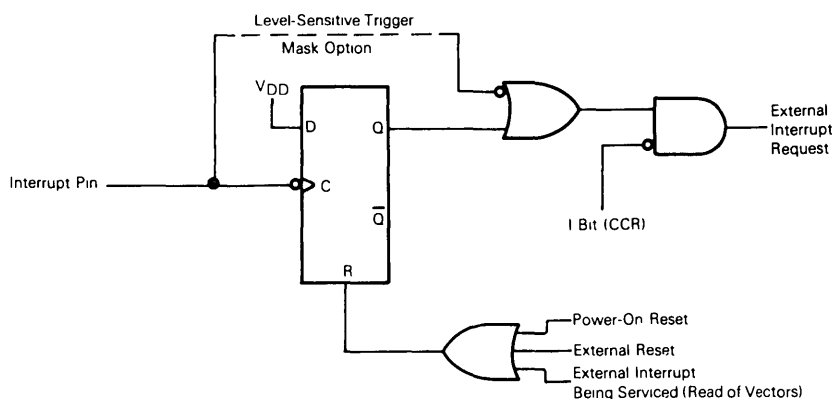 Level-Sensitive Trigger
Mask Option
VDD
D
Q
External
Interrupt
Request
Interrupt Pin
C
Q
I Bit (CCR)
R
Power-On Reset
External Reset
External Interrupt
Being Serviced (Read of Vectors)